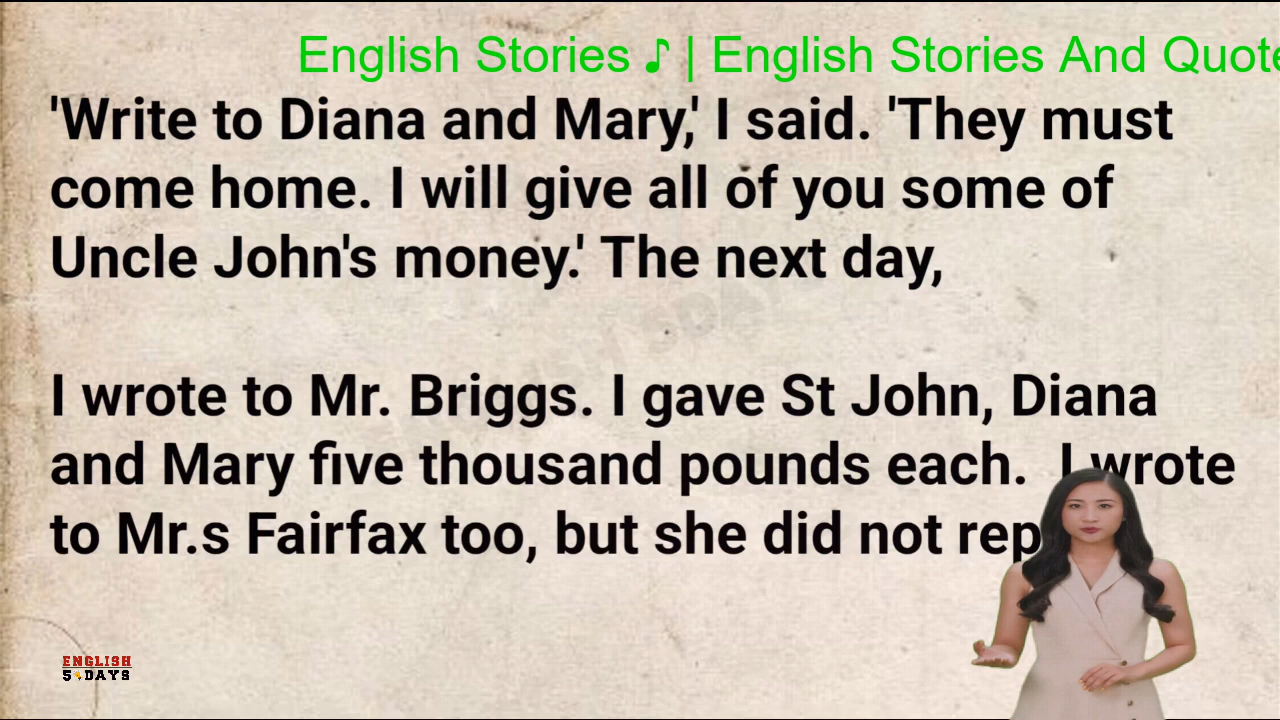 English Stories ♪ | English Stories And Quote
'Write to Diana and Mary,' I said. 'They must
come home. I will give all of you some of
Uncle John's money.' The next day,
I wrote to Mr. Briggs. I gave St John, Diana
and Mary five thousand pounds each. I wrote
to Mr.s Fairfax too, but she did not rep
ENGLISH
5 DAYS